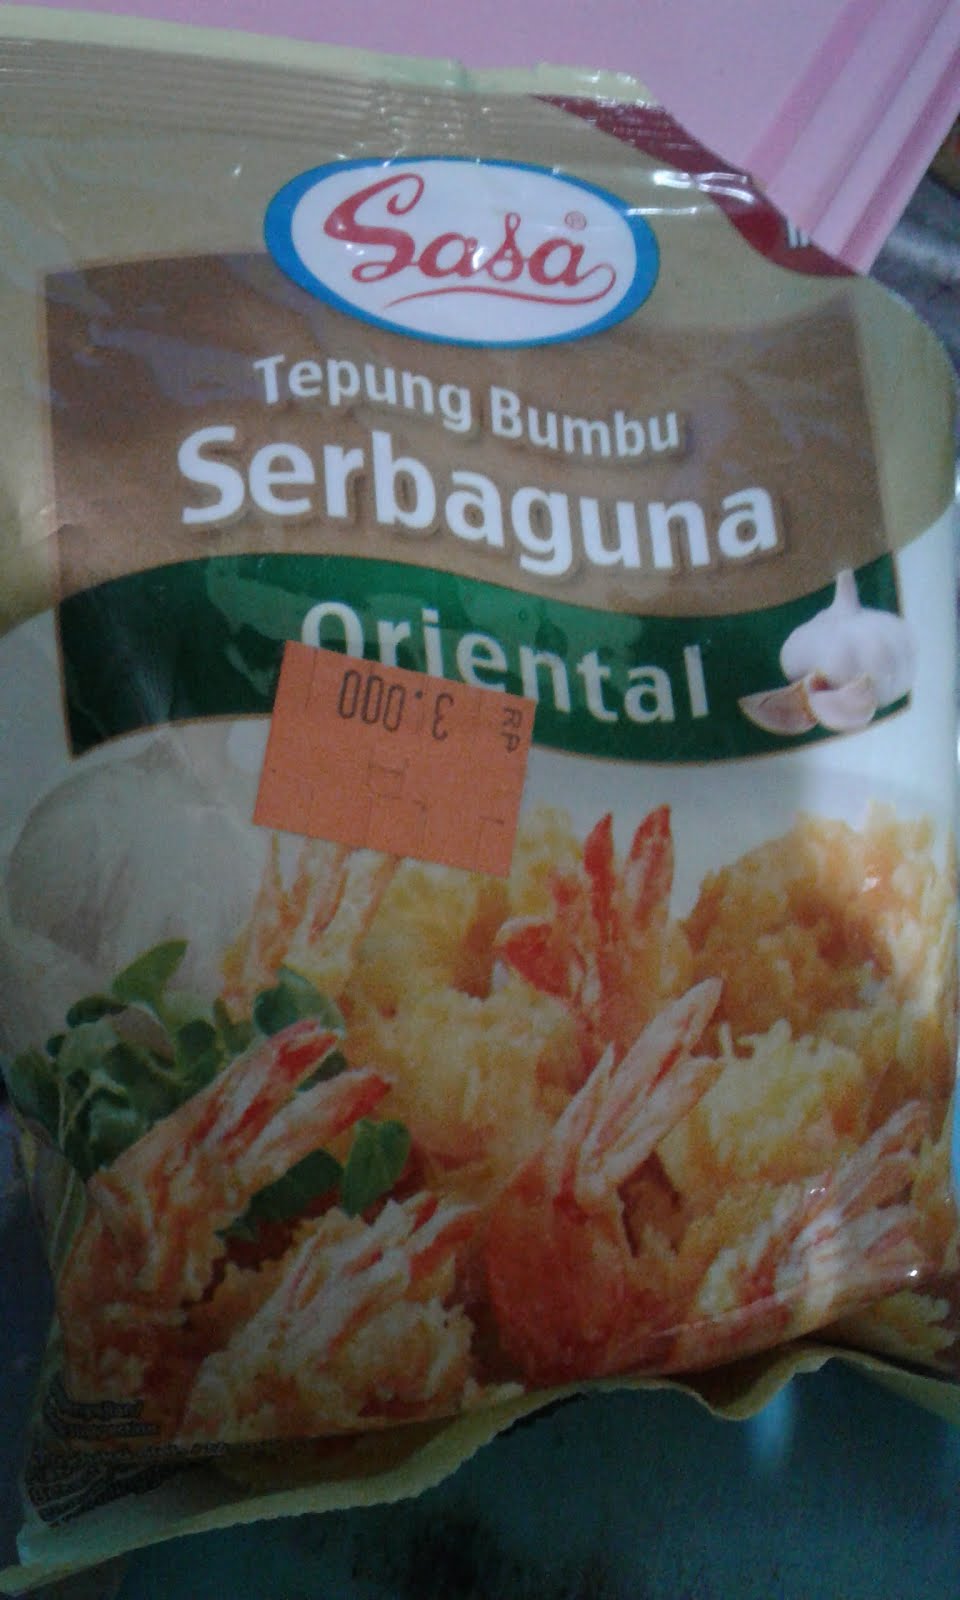 Sasa®
Tepung Bumbu
Serbaguna
Oriental
RP
3.000